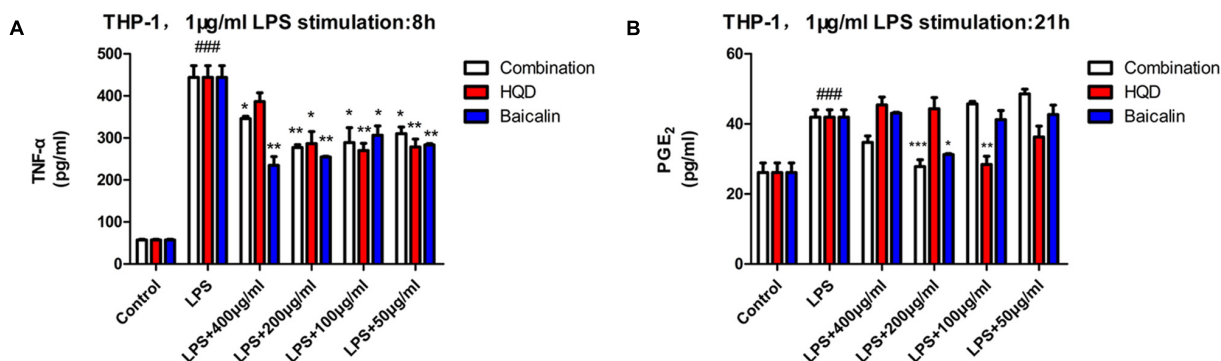 A
THP-1， 1μg/ml LPS stimulation:8h
TNF-α
(pg/ml)
500
400
300
200
100
0
###
*
**
**
*
**
*
**
*
*
**
**
Control
LPS
LPS+400μg/ml
LPS+200μg/ml
LPS+100μg/ml
LPS+50μg/ml
Combination
HQD
Baicalin
B
THP-1， 1μg/ml LPS stimulation:21h
PGE2
(pg/ml)
60
40
20
0
###
***
*
**
Control
LPS
LPS+400μg/ml
LPS+200μg/ml
LPS+100μg/ml
LPS+50μg/ml
Combination
HQD
Baicalin